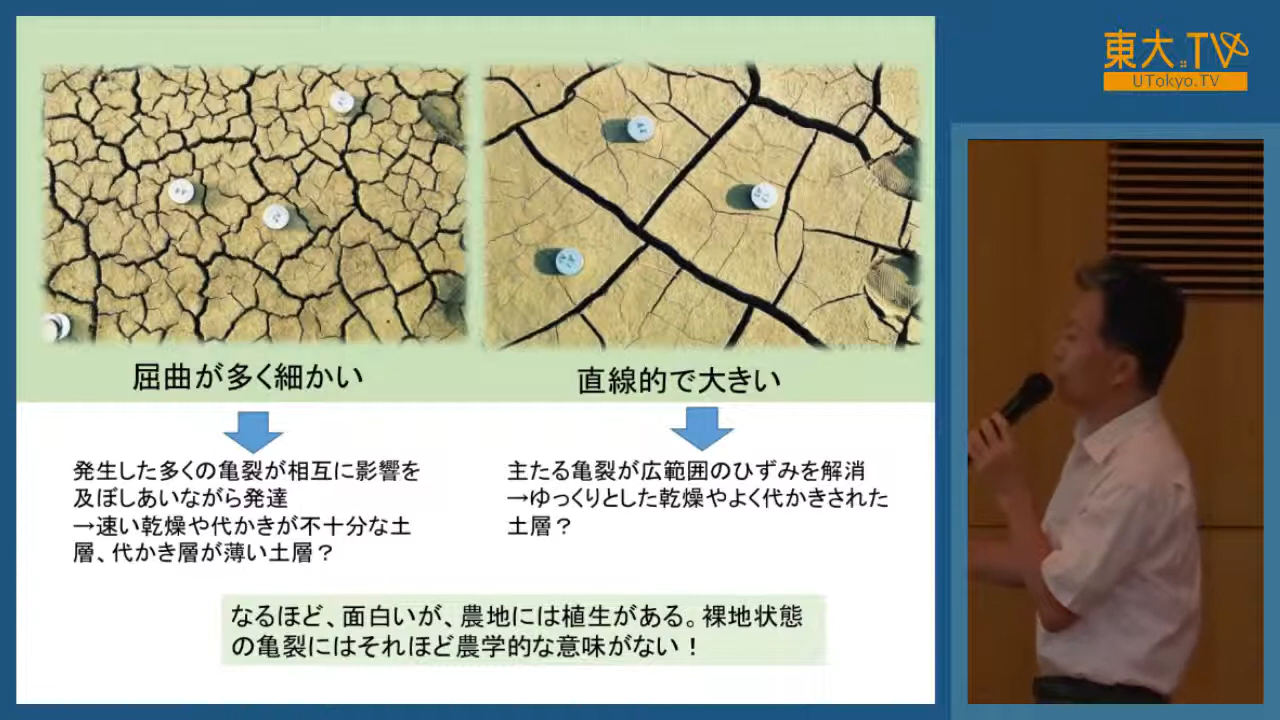 東大.TV
UTokyo.TV
屈曲が多く細かい
直線的で大きい
発生した多くの亀裂が相互に影響を
及ぼしあいながら発達
→速い乾燥や代かきが不十分な土
層、代かき層が薄い土層？
主たる亀裂が広範囲のひずみを解消
→ゆっくりとした乾燥やよく代かきされた
土層？
なるほど、面白いが、農地には植生がある。裸地状態
の亀裂にはそれほど農学的な意味がない！